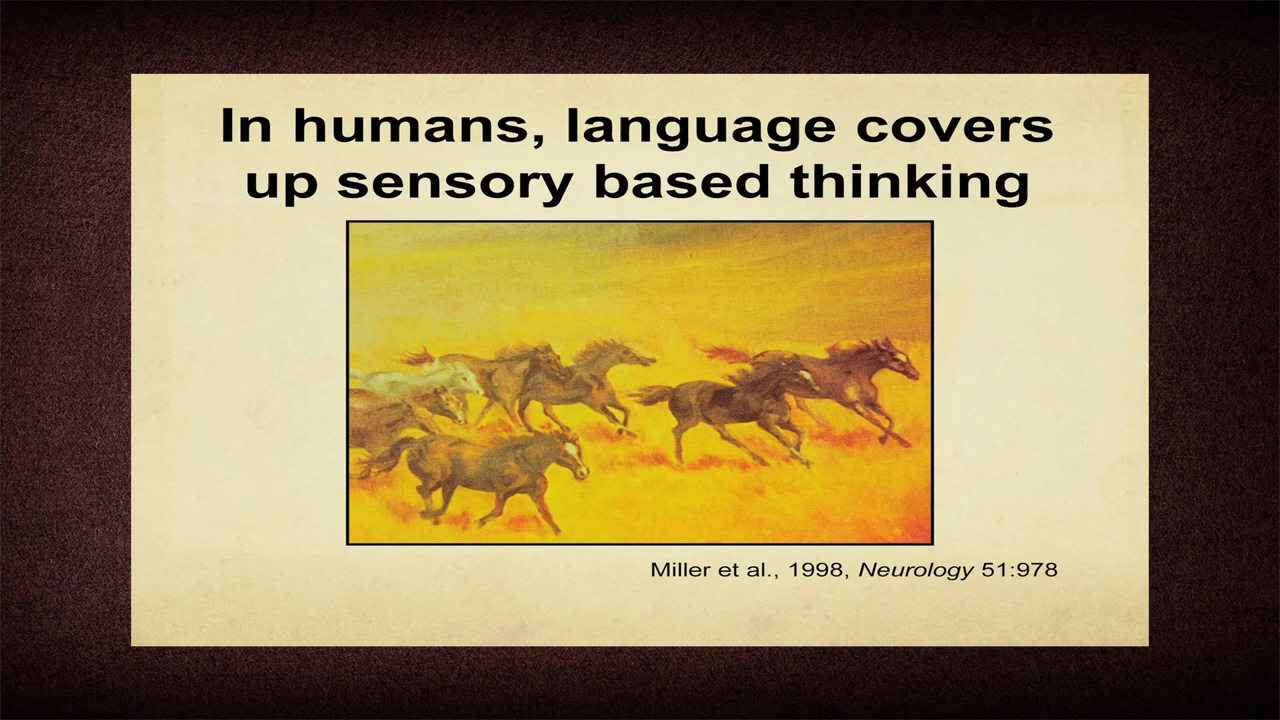 In humans, language covers
up sensory based thinking
Miller et al., 1998, Neurology 51:978